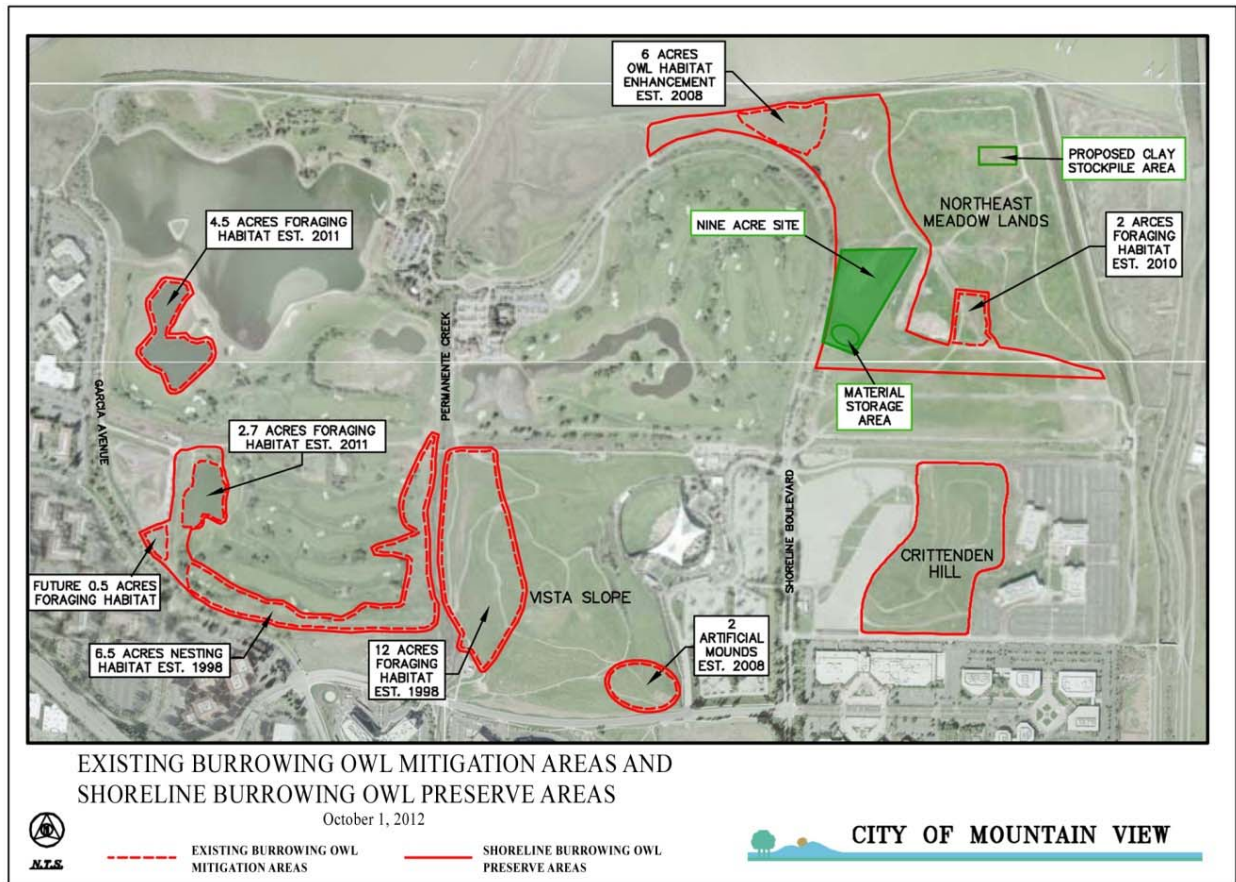 6 ACRES
OWL HABITAT
ENHANCEMENT
EST. 2008
PROPOSED CLAY
STOCKPILE AREA
4.5 ACRES FORAGING
HABITAT EST. 2011
NORTHEAST
MEADOW LANDS
NINE ACRE SITE
2 ARCES
FORAGING
HABITAT
EST. 2010
PERMANENTE CREEK
GARCIA AVENUE
MATERIAL
STORAGE
AREA
2.7 ACRES FORAGING
HABITAT EST. 2011
SHORELINE BOULEVARD
CRITTENDEN
HILL
FUTURE 0.5 ACRES
FORAGING HABITAT
VISTA SLOPE
6.5 ACRES NESTING
HABITAT EST. 1998
12 ACRES
FORAGING
HABITAT
EST. 1998
2
ARTIFICIAL
MOUNDS
EST. 2008
EXISTING BURROWING OWL MITIGATION AREAS AND
SHORELINE BURROWING OWL PRESERVE AREAS
October 1, 2012
N.T.S.
EXISTING BURROWING OWL
MITIGATION AREAS
SHORELINE BURROWING OWL
PRESERVE AREAS
CITY OF MOUNTAIN VIEW